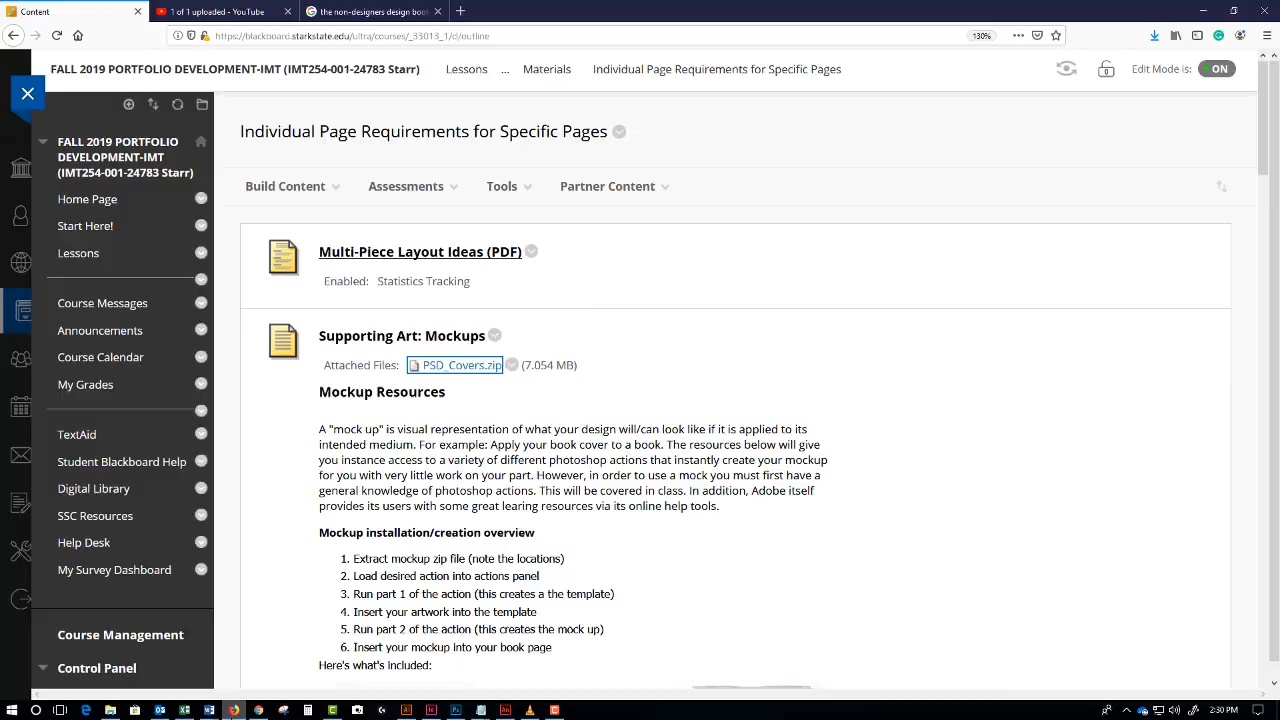 Content
1 of 1 uploaded - YouTube
the non-designers design book
https://blackboard.starkstate.edu/ultra/courses/_33013_1/d/outline
130%
FALL 2019 PORTFOLIO DEVELOPMENT-IMT (IMT254-001-24783 Starr)
Lessons
...
Materials
Individual Page Requirements for Specific Pages
Edit Mode is:
ON
FALL 2019 PORTFOLIO
DEVELOPMENT-IMT
(IMT254-001-24783 Starr)
Home Page
Start Here!
Lessons
Course Messages
Announcements
Course Calendar
My Grades
TextAid
Student Blackboard Help
Digital Library
SSC Resources
Help Desk
My Survey Dashboard
Course Management
Control Panel
Individual Page Requirements for Specific Pages
Build Content
Assessments
Tools
Partner Content
Multi-Piece Layout Ideas (PDF)
Enabled: Statistics Tracking
Supporting Art: Mockups
Attached Files: PSD_Covers.zip (7.054 MB)
Mockup Resources
A "mock up" is visual representation of what your design will/can look like if it is applied to its
intended medium. For example: Apply your book cover to a book. The resources below will give
you instance access to a variety of different photoshop actions that instantly create your mockup
for you with very little work on your part. However, in order to use a mock you must first have a
general knowledge of photoshop actions. This will be covered in class. In addition, Adobe itself
provides its users with some great learing resources via its online help tools.
Mockup installation/creation overview
1. Extract mockup zip file (note the locations)
2. Load desired action into actions panel
3. Run part 1 of the action (this creates a the template)
4. Insert your artwork into the template
5. Run part 2 of the action (this creates the mock up)
6. Insert your mockup into your book page
Here's what's included:
2:30 PM